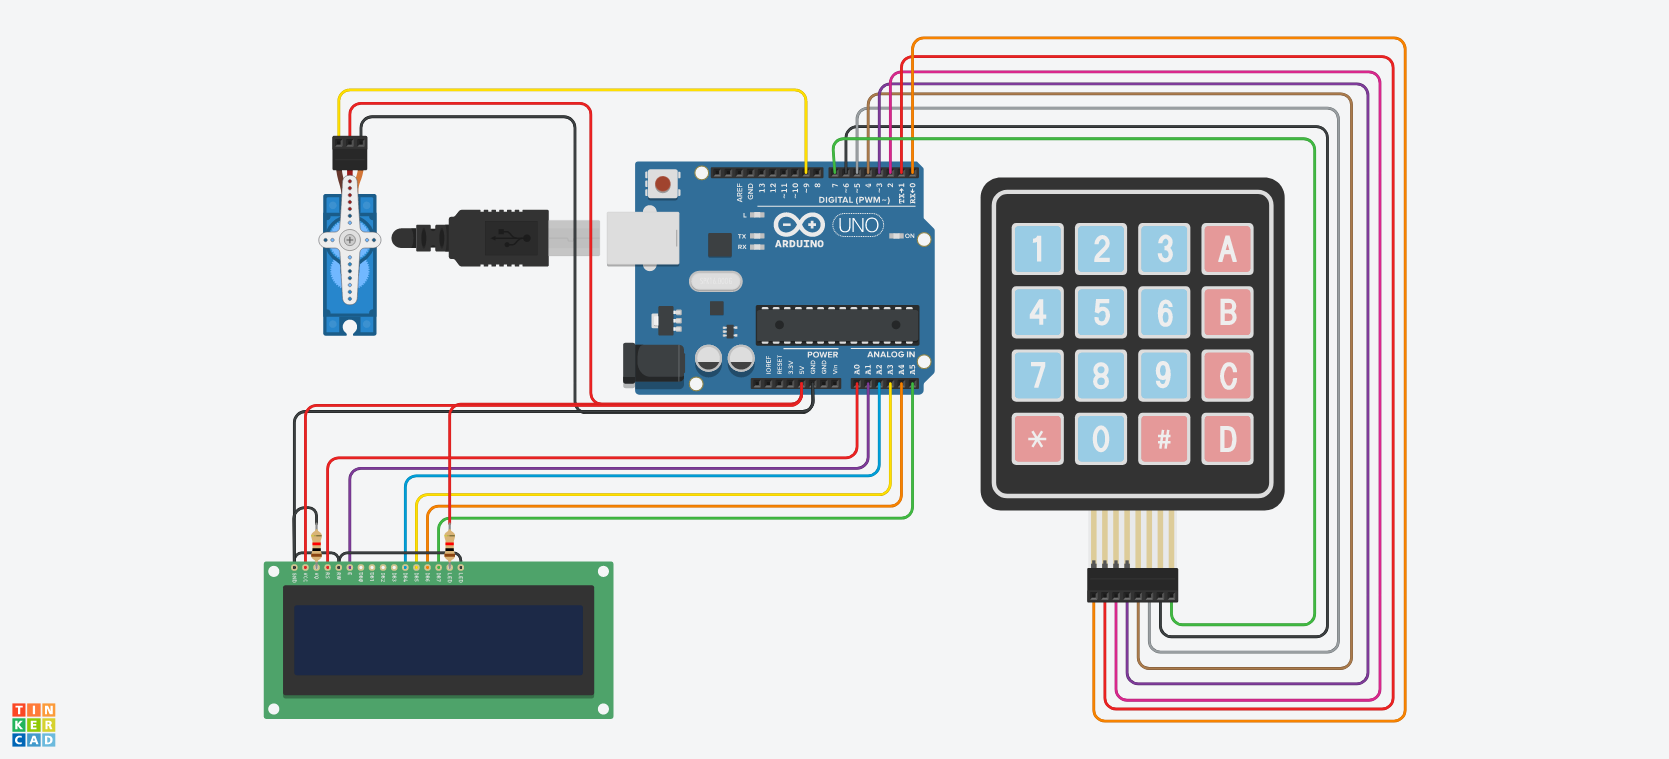 AREF
GND
13
12
~11
~10
~9
8
7
~6
~5
4
~3
2
TX→1
RX←0
DIGITAL (PWM~)
L
TX
RX
UNO
ON
ARDUINO
POWER
ANALOG IN
IOREF
RESET
3.3V
5V
GND
GND
Vin
A0
A1
A2
A3
A4
A5
1 2 3 A
4 5 6 B
7 8 9 C
* 0 # D
GND
VCC
V0
RS
RW
E
DB0
DB1
DB2
DB3
DB4
DB5
DB6
DB7
LED
LED
TIN
KER
CAD